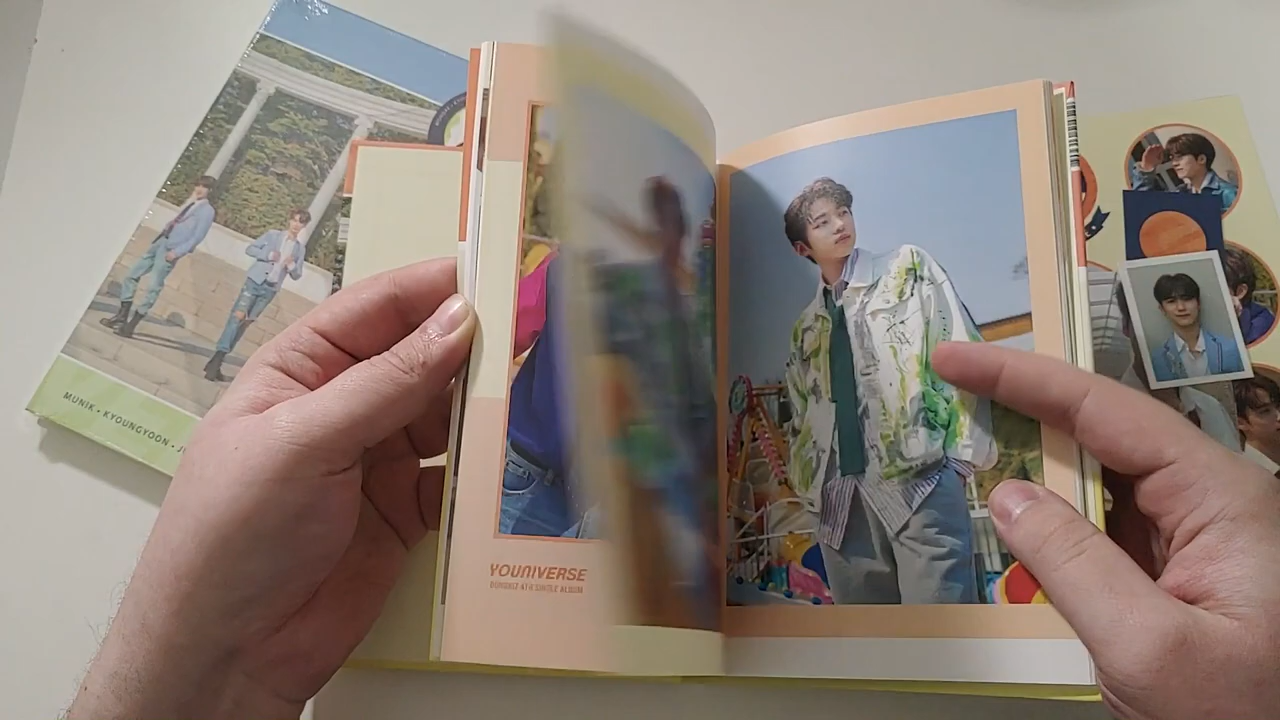 MUNIK • KYOUNGYOON • J
YOUNIVERSE
DONGKIZ 4TH SINGLE ALBUM